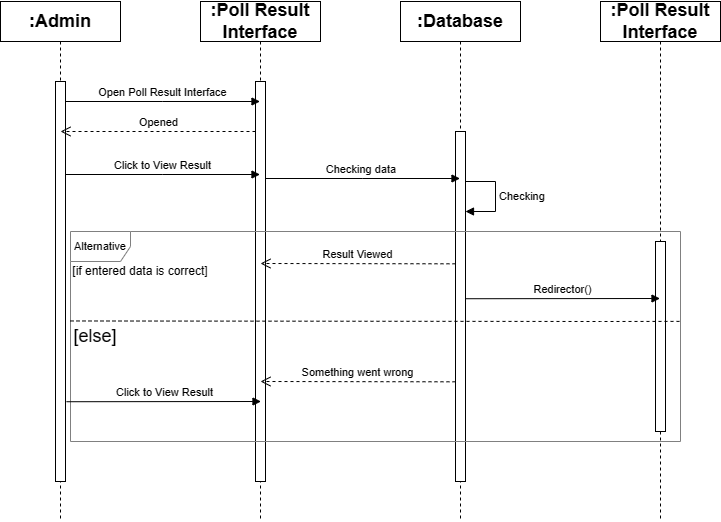 :Admin
:Poll Result
Interface
:Database
:Poll Result
Interface
Open Poll Result Interface
Opened
Click to View Result
Checking data
Checking
Alternative
[if entered data is correct]
Result Viewed
Redirector()
[else]
Something went wrong
Click to View Result